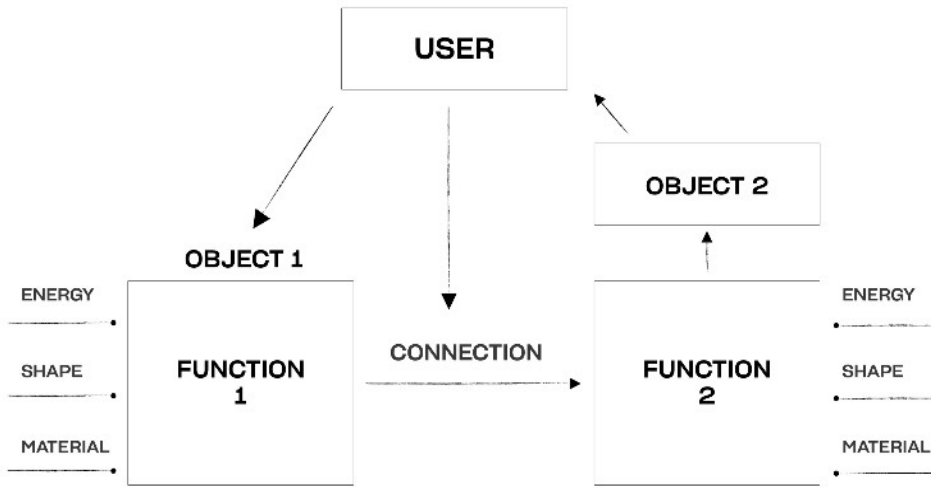 USER
OBJECT 2
OBJECT 1
ENERGY
SHAPE
MATERIAL
FUNCTION
1
CONNECTION
FUNCTION
2
ENERGY
SHAPE
MATERIAL